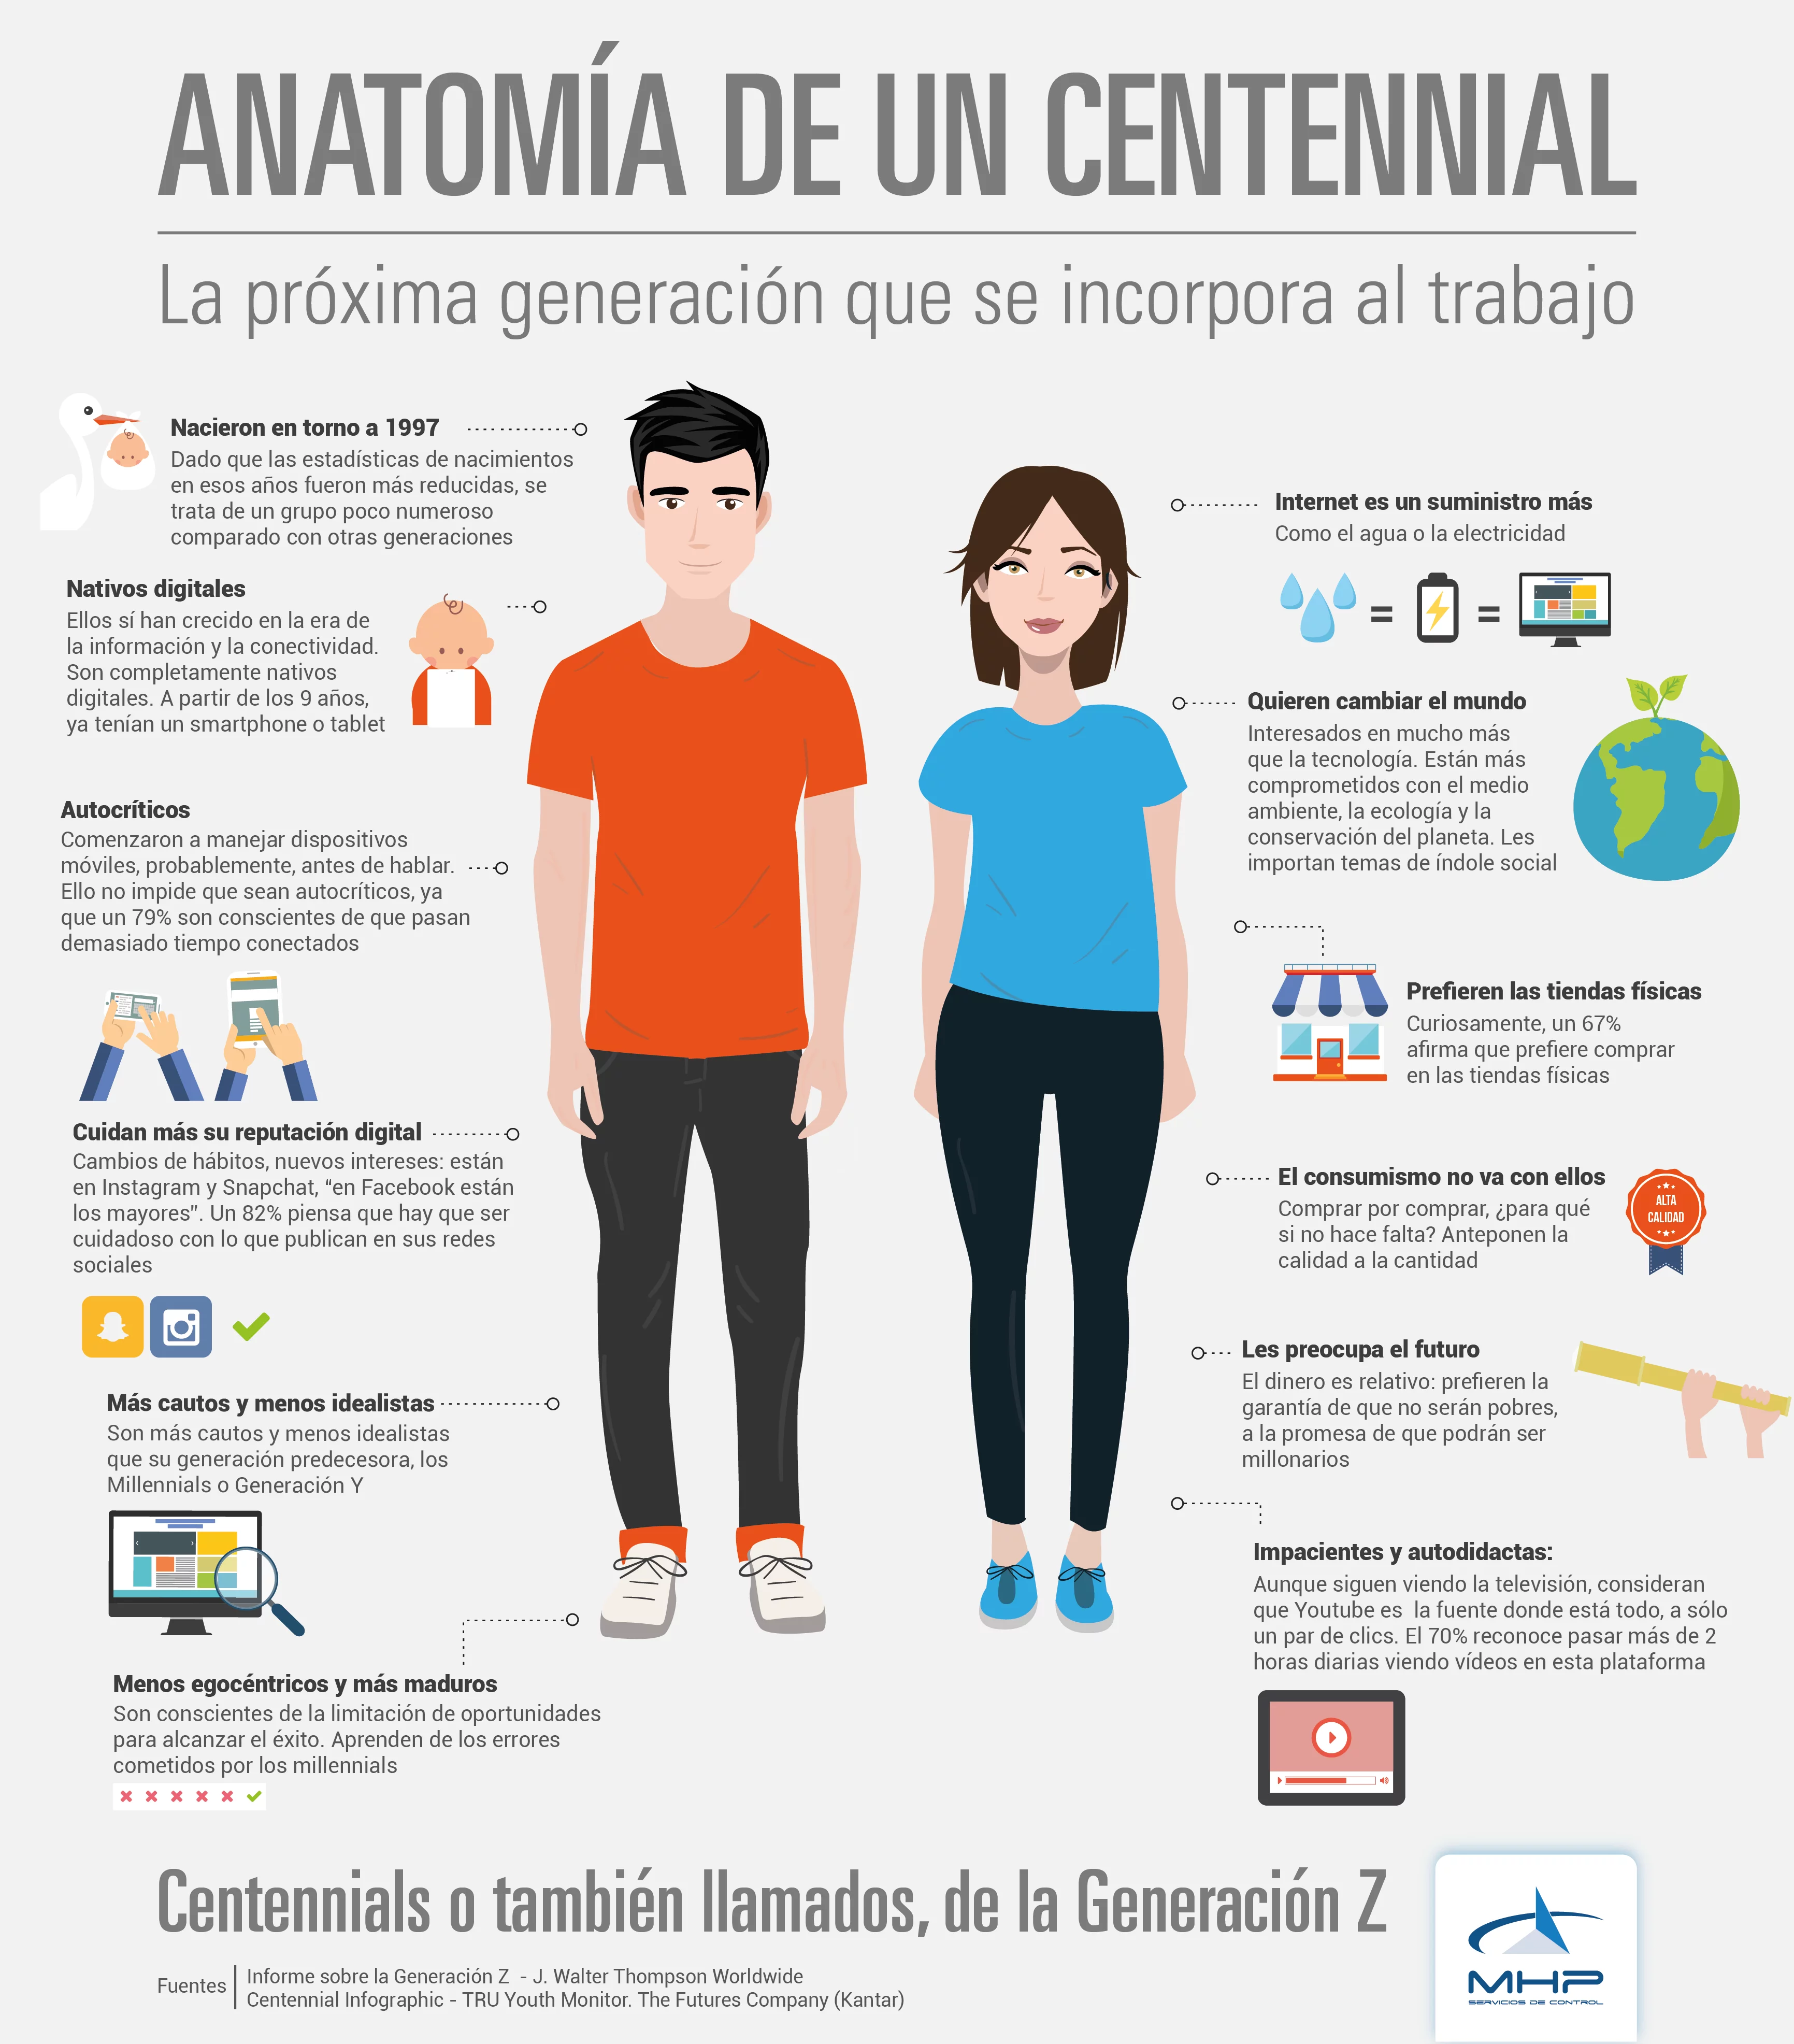 ANATOMÍA DE UN CENTENNIAL
La próxima generación que se incorpora al trabajo
Nacieron en torno a 1997
Dado que las estadísticas de nacimientos
en esos años fueron más reducidas, se
trata de un grupo poco numeroso
comparado con otras generaciones
Nativos digitales
Ellos sí han crecido en la era de
la información y la conectividad.
Son completamente nativos
digitales. A partir de los 9 años,
ya tenían un smartphone o tablet
Autocríticos
Comenzaron a manejar dispositivos
móviles, probablemente, antes de hablar.
Ello no impide que sean autocríticos, ya
que un 79% son conscientes de que pasan
demasiado tiempo conectados
Cuidan más su reputación digital
Cambios de hábitos, nuevos intereses: están
en Instagram y Snapchat, “en Facebook están
los mayores”. Un 82% piensa que hay que ser
cuidadoso con lo que publican en sus redes
sociales
Más cautos y menos idealistas
Son más cautos y menos idealistas
que su generación predecesora, los
Millennials o Generación Y
Menos egocéntricos y más maduros
Son conscientes de la limitación de oportunidades
para alcanzar el éxito. Aprenden de los errores
cometidos por los millennials
Internet es un suministro más
Como el agua o la electricidad
= =
Quieren cambiar el mundo
Interesados en mucho más
que la tecnología. Están más
comprometidos con el medio
ambiente, la ecología y la
conservación del planeta. Les
importan temas de índole social
Prefieren las tiendas físicas
Curiosamente, un 67%
afirma que prefiere comprar
en las tiendas físicas
El consumismo no va con ellos
Comprar por comprar, ¿para qué
si no hace falta? Anteponen la
calidad a la cantidad
ALTA
CALIDAD
Les preocupa el futuro
El dinero es relativo: prefieren la
garantía de que no serán pobres,
a la promesa de que podrán ser
millonarios
Impacientes y autodidactas:
Aunque siguen viendo la televisión, consideran
que Youtube es la fuente donde está todo, a sólo
un par de clics. El 70% reconoce pasar más de 2
horas diarias viendo vídeos en esta plataforma
Centennials o también llamados, de la Generación Z
Fuentes
Informe sobre la Generación Z - J. Walter Thompson Worldwide
Centennial Infographic - TRU Youth Monitor. The Futures Company (Kantar)
MHP
SERVICIOS DE CONTROL